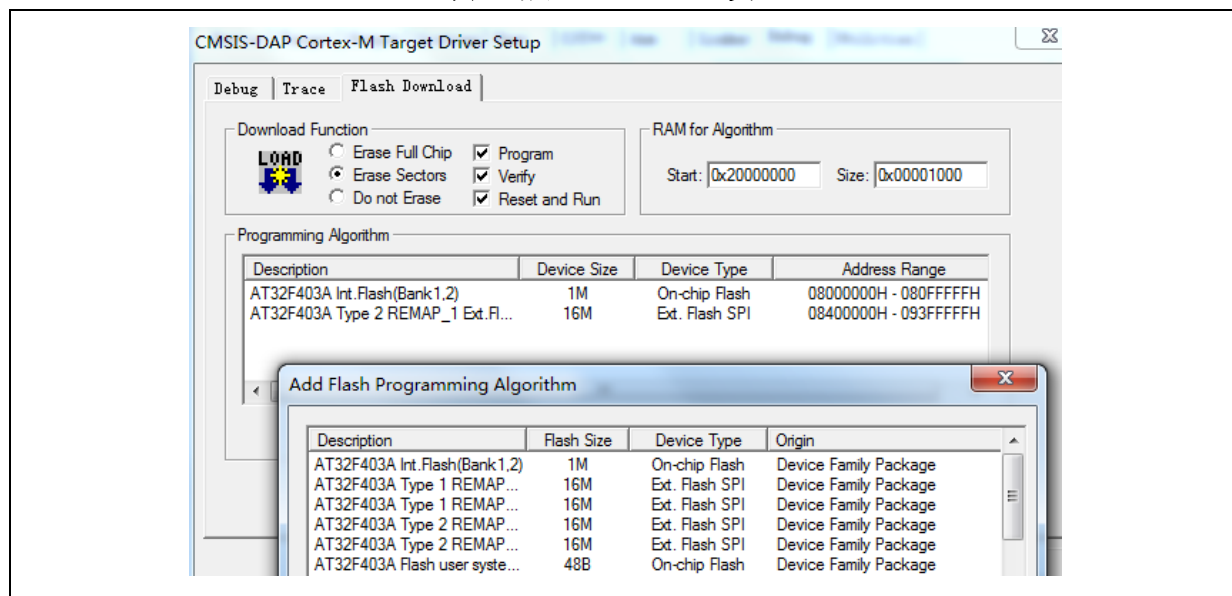 CMSIS-DAP Cortex-M Target Driver Setup
Debug Trace Flash Download
Download Function
LOAD
Erase Full Chip Program
Erase Sectors Verify
Do not Erase Reset and Run
RAM for Algorithm
Start: 0x20000000 Size: 0x00001000
Programming Algorithm
Description Device Size Device Type Address Range
AT32F403A Int.Flash(Bank1,2) 1M On-chip Flash 08000000H - 080FFFFFH
AT32F403A Type 2 REMAP_1 Ext.Fl... 16M Ext. Flash SPI 08400000H - 093FFFFFH
Add Flash Programming Algorithm
Description Flash Size Device Type Origin
AT32F403A Int.Flash(Bank1,2) 1M On-chip Flash Device Family Package
AT32F403A Type 1 REMAP... 16M Ext. Flash SPI Device Family Package
AT32F403A Type 1 REMAP... 16M Ext. Flash SPI Device Family Package
AT32F403A Type 2 REMAP... 16M Ext. Flash SPI Device Family Package
AT32F403A Type 2 REMAP... 16M Ext. Flash SPI Device Family Package
AT32F403A Flash user syste... 48B On-chip Flash Device Family Package